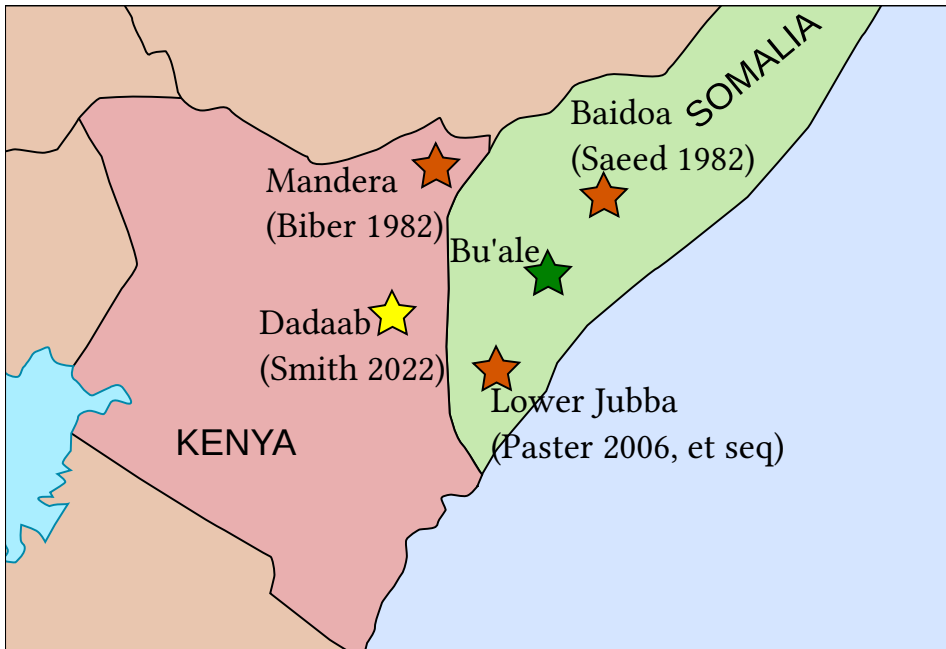 SOMALIA
Baidoa
(Saeed 1982)
Mandera
(Biber 1982)
Bu'ale
Dadaab
(Smith 2022)
Lower Jubba
(Paster 2006, et seq)
KENYA